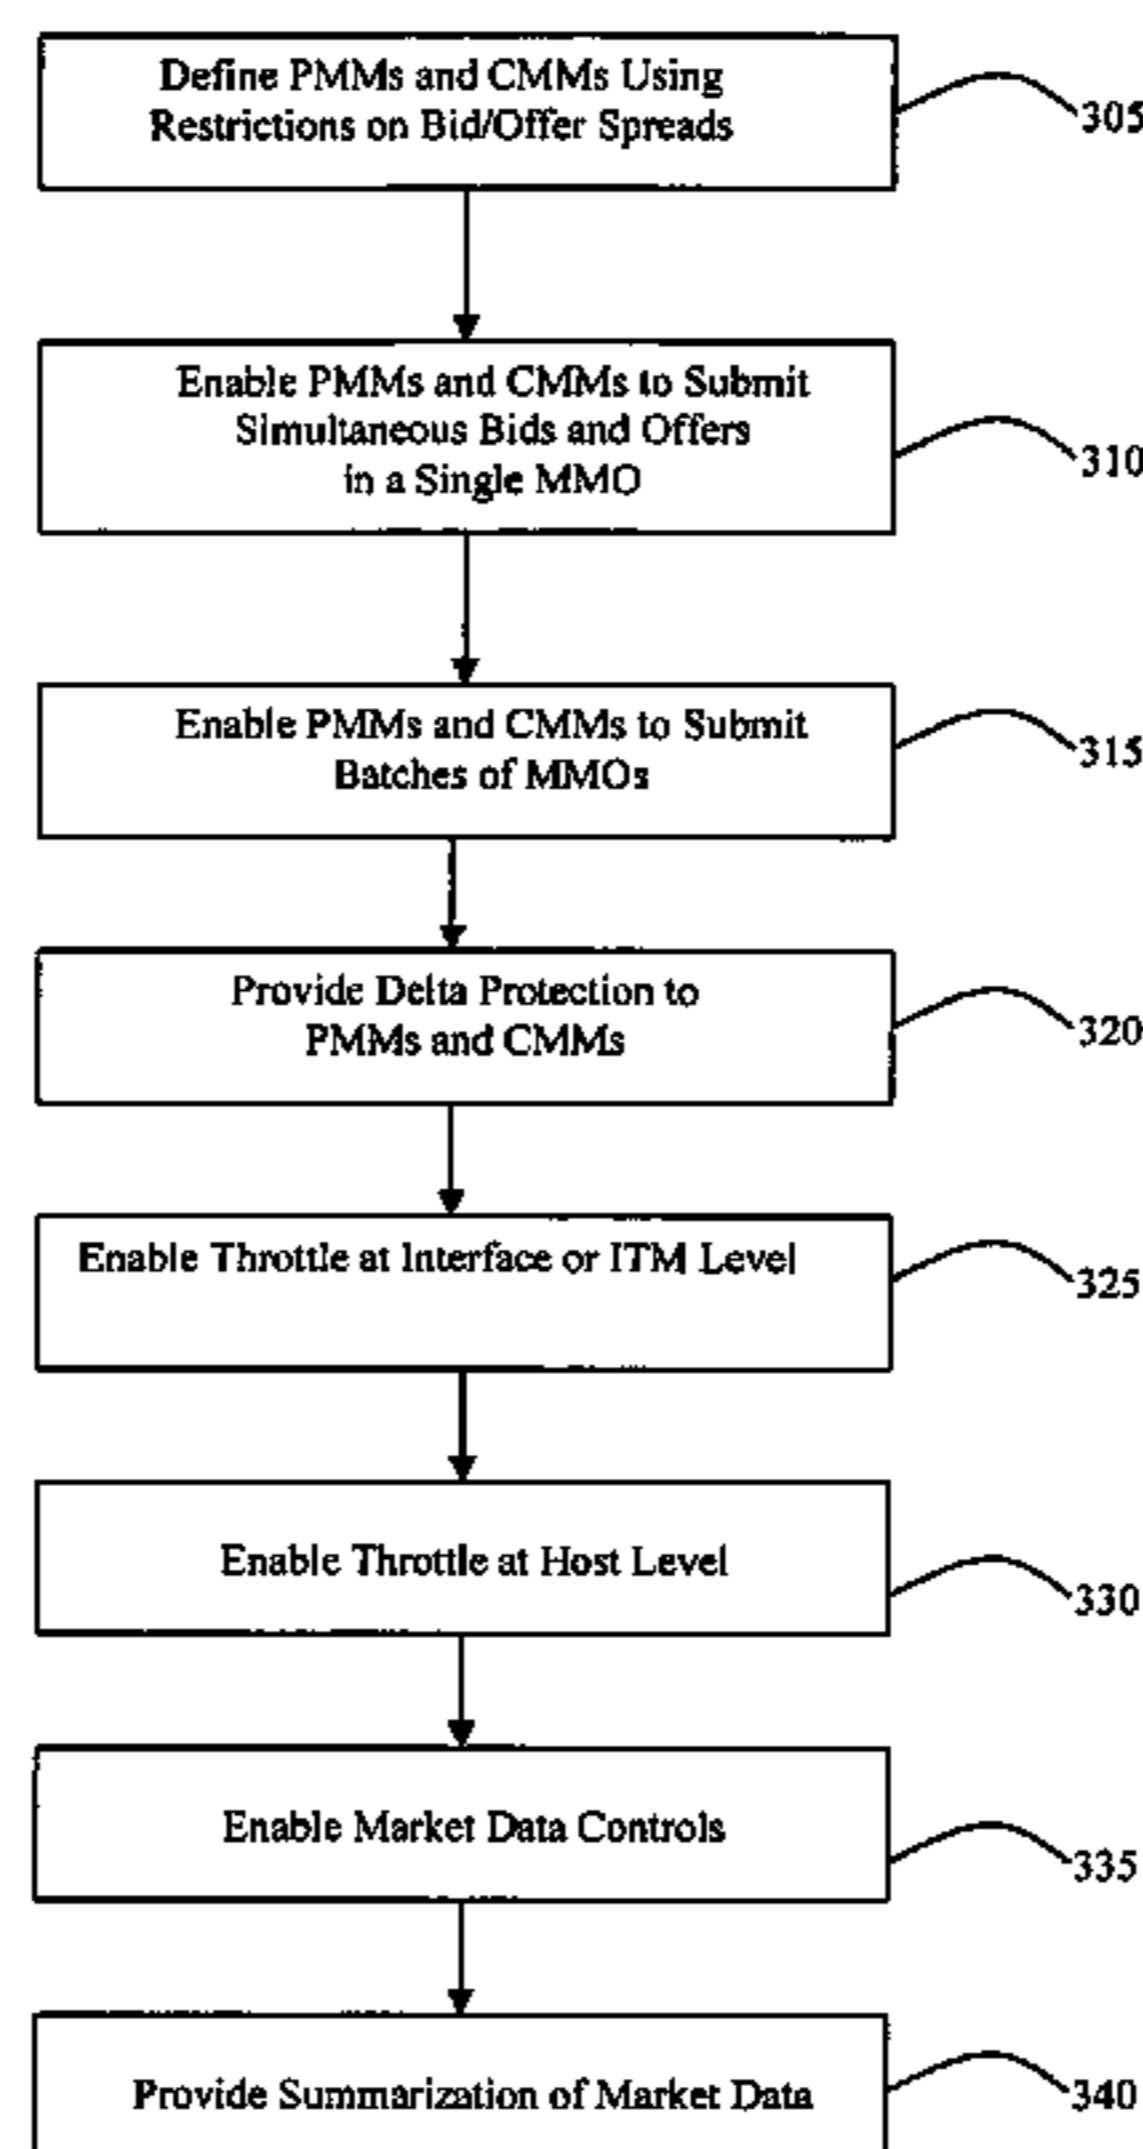 Define PMMs and CMMs Using
Restrictions on Bid/Offer Spreads
305
Enable PMMs and CMMs to Submit
Simultaneous Bids and Offers
in a Single MMO
310
Enable PMMs and CMMs to Submit
Batches of MMOs
315
Provide Delta Protection to
PMMs and CMMs
320
Enable Throttle at Interface or ITM Level
325
Enable Throttle at Host Level
330
Enable Market Data Controls
335
Provide Summarization of Market Data
340